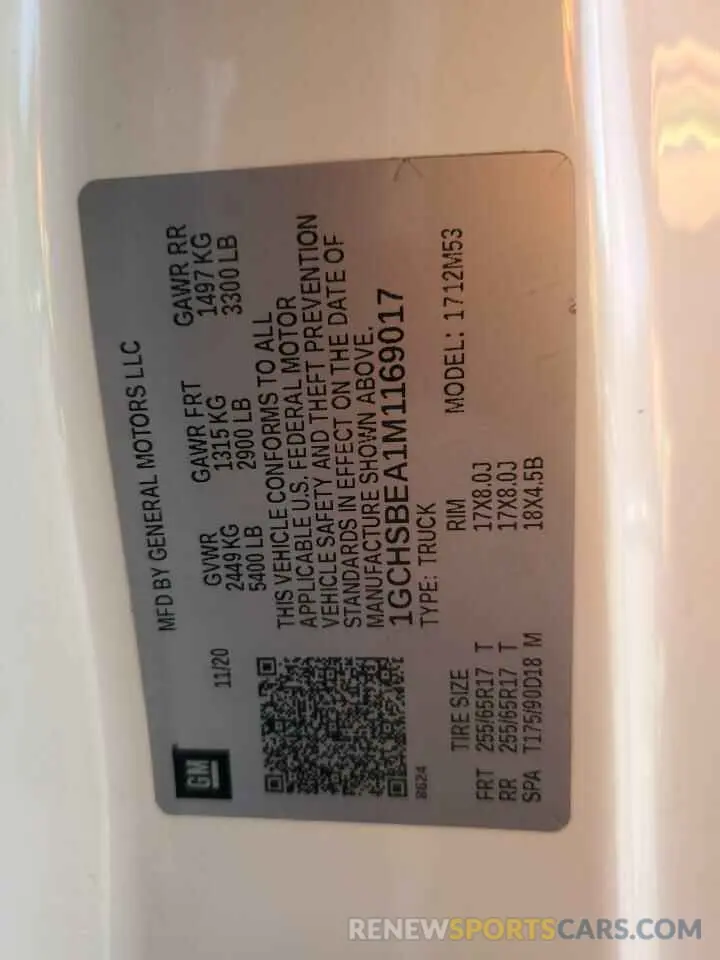 GM
MFD BY GENERAL MOTORS LLC
11/20
GVWR GAWR FRT GAWR RR
2449 KG 1315 KG 1497 KG
5400 LB 2900 LB 3300 LB
THIS VEHICLE CONFORMS TO ALL
APPLICABLE U.S. FEDERAL MOTOR
VEHICLE SAFETY AND THEFT PREVENTION
STANDARDS IN EFFECT ON THE DATE OF
MANUFACTURE SHOWN ABOVE.
1GCHSBEA1M1169017
8624 TYPE: TRUCK MODEL: 1712M53
TIRE SIZE RIM
FRT 255/65R17 T 17X8.0J
RR 255/65R17 T 17X8.0J
SPA T175/90D18 M 18X4.5B
RENEWSPORTSCARS.COM